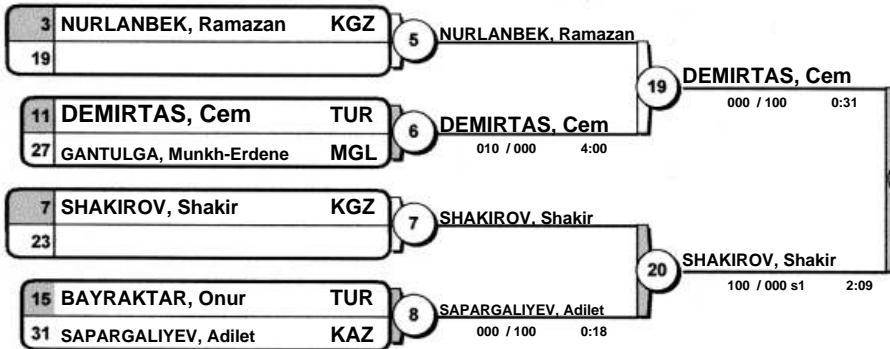 3 NURLANBEK, Ramazan KGZ
19
5 NURLANBEK, Ramazan
11 DEMIRTAS, Cem TUR
27 GANTULGA, Munkh-Erdene MGL
6 DEMIRTAS, Cem
010 / 000 4:00
19 DEMIRTAS, Cem
000 / 100 0:31
7 SHAKIROV, Shakir KGZ
23
7 SHAKIROV, Shakir
15 BAYRAKTAR, Onur TUR
31 SAPARGALIYEV, Adilet KAZ
8 SAPARGALIYEV, Adilet
000 / 100 0:18
20 SHAKIROV, Shakir
100 / 000 s1 2:09